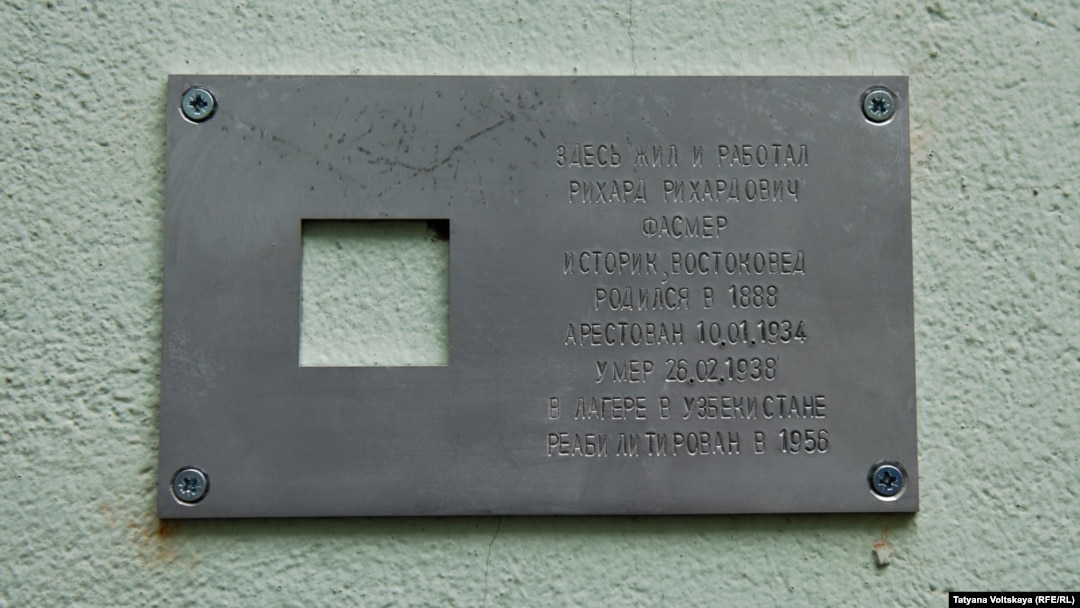 ЗДЕСЬ ЖИЛ И РАБОТАЛ
РИХАРД РИХАРДОВИЧ
ФАСМЕР
ИСТОРИК, ВОСТОКОВЕД
РОДИЛСЯ В 1888
АРЕСТОВАН 10.01.1934
УМЕР 26.02.1938
В ЛАГЕРЕ В УЗБЕКИСТАНЕ
РЕАБИЛИТИРОВАН В 1956
Tatyana Voltskaya (RFE/RL)